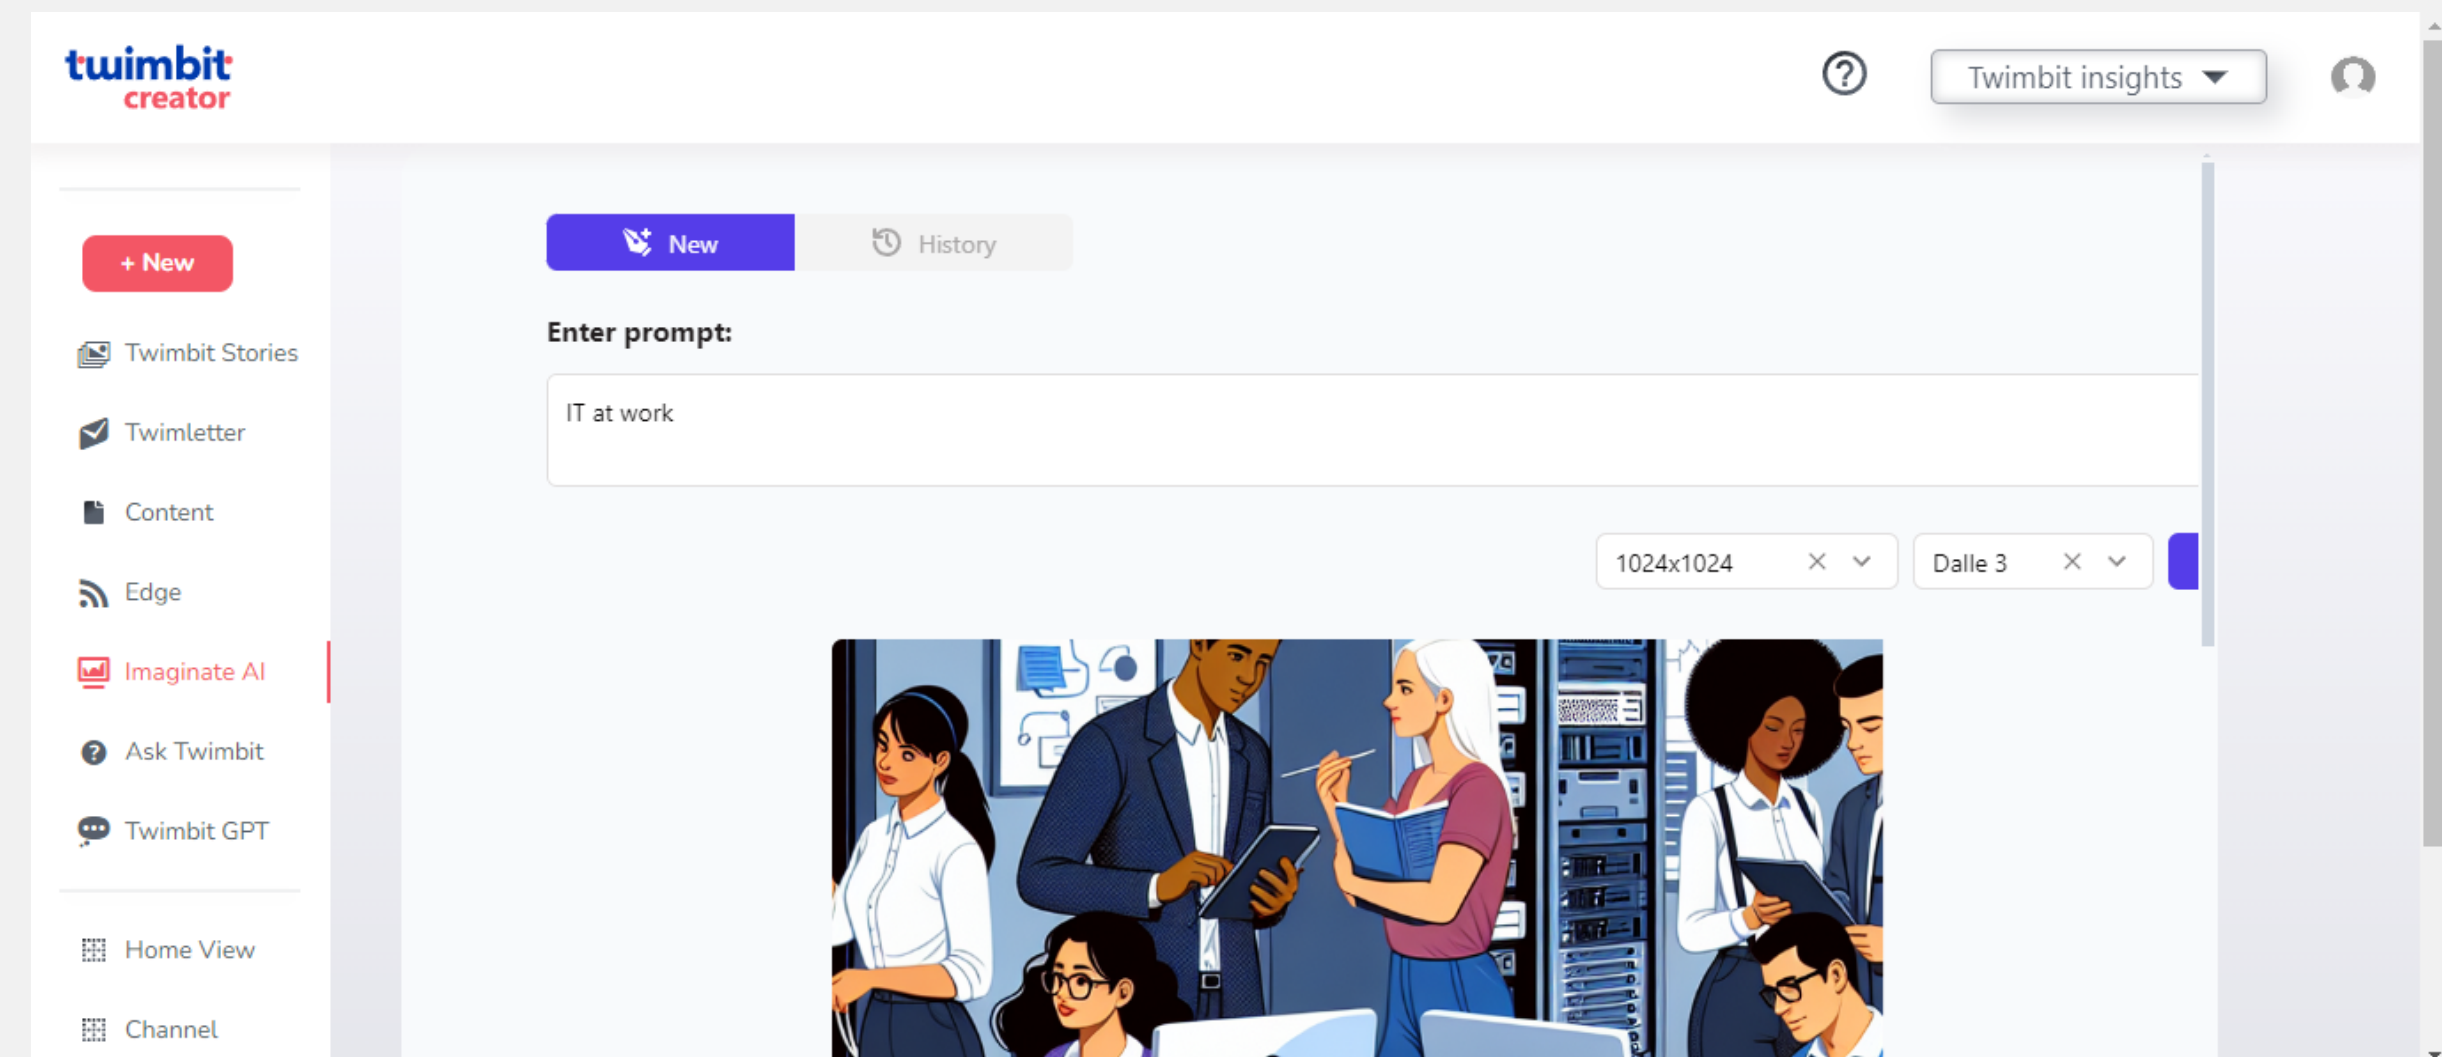 twimbit
creator
Twimbit insights
+ New
Twimbit Stories
Twimletter
Content
Edge
Imaginate AI
Ask Twimbit
Twimbit GPT
Home View
Channel
New
History
Enter prompt:
IT at work
1024x1024
Dalle 3